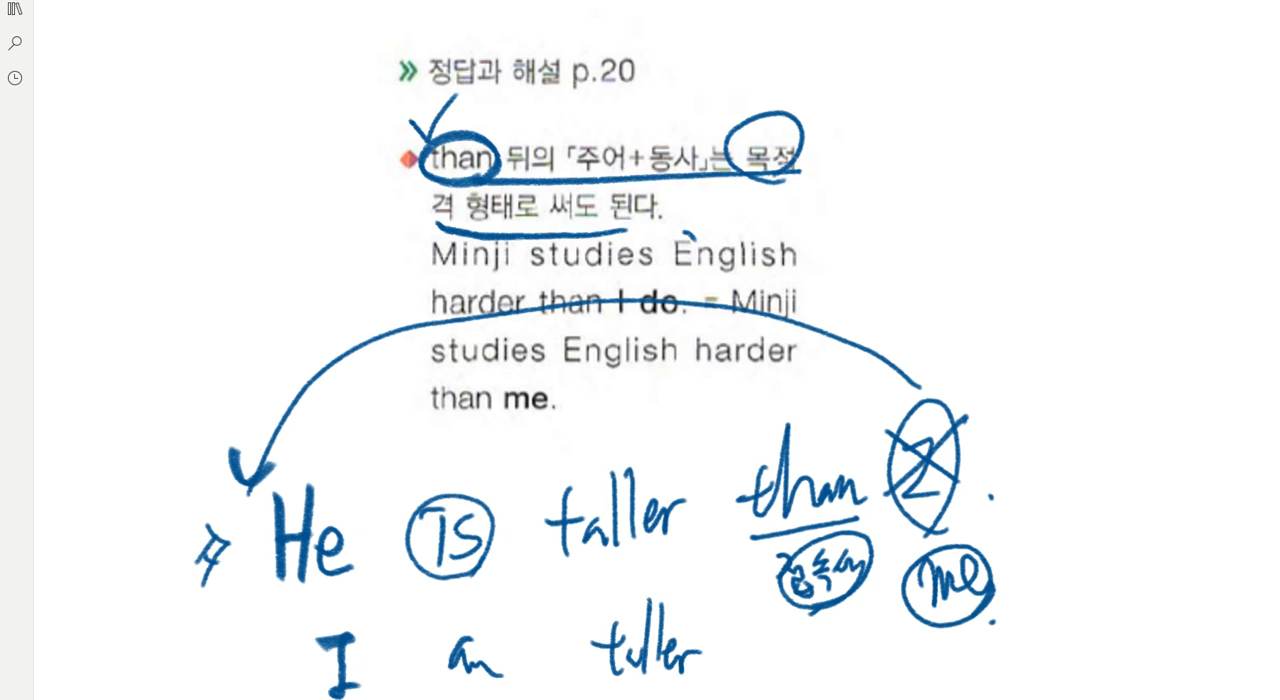 » 정답과 해설 p.20
than 뒤의 「주어+동사」는 목적
격 형태로 써도 된다.
Minji studies English
harder than I do. = Minji
studies English harder
than me.
He is taller than I.
접속사 me.
I am taller